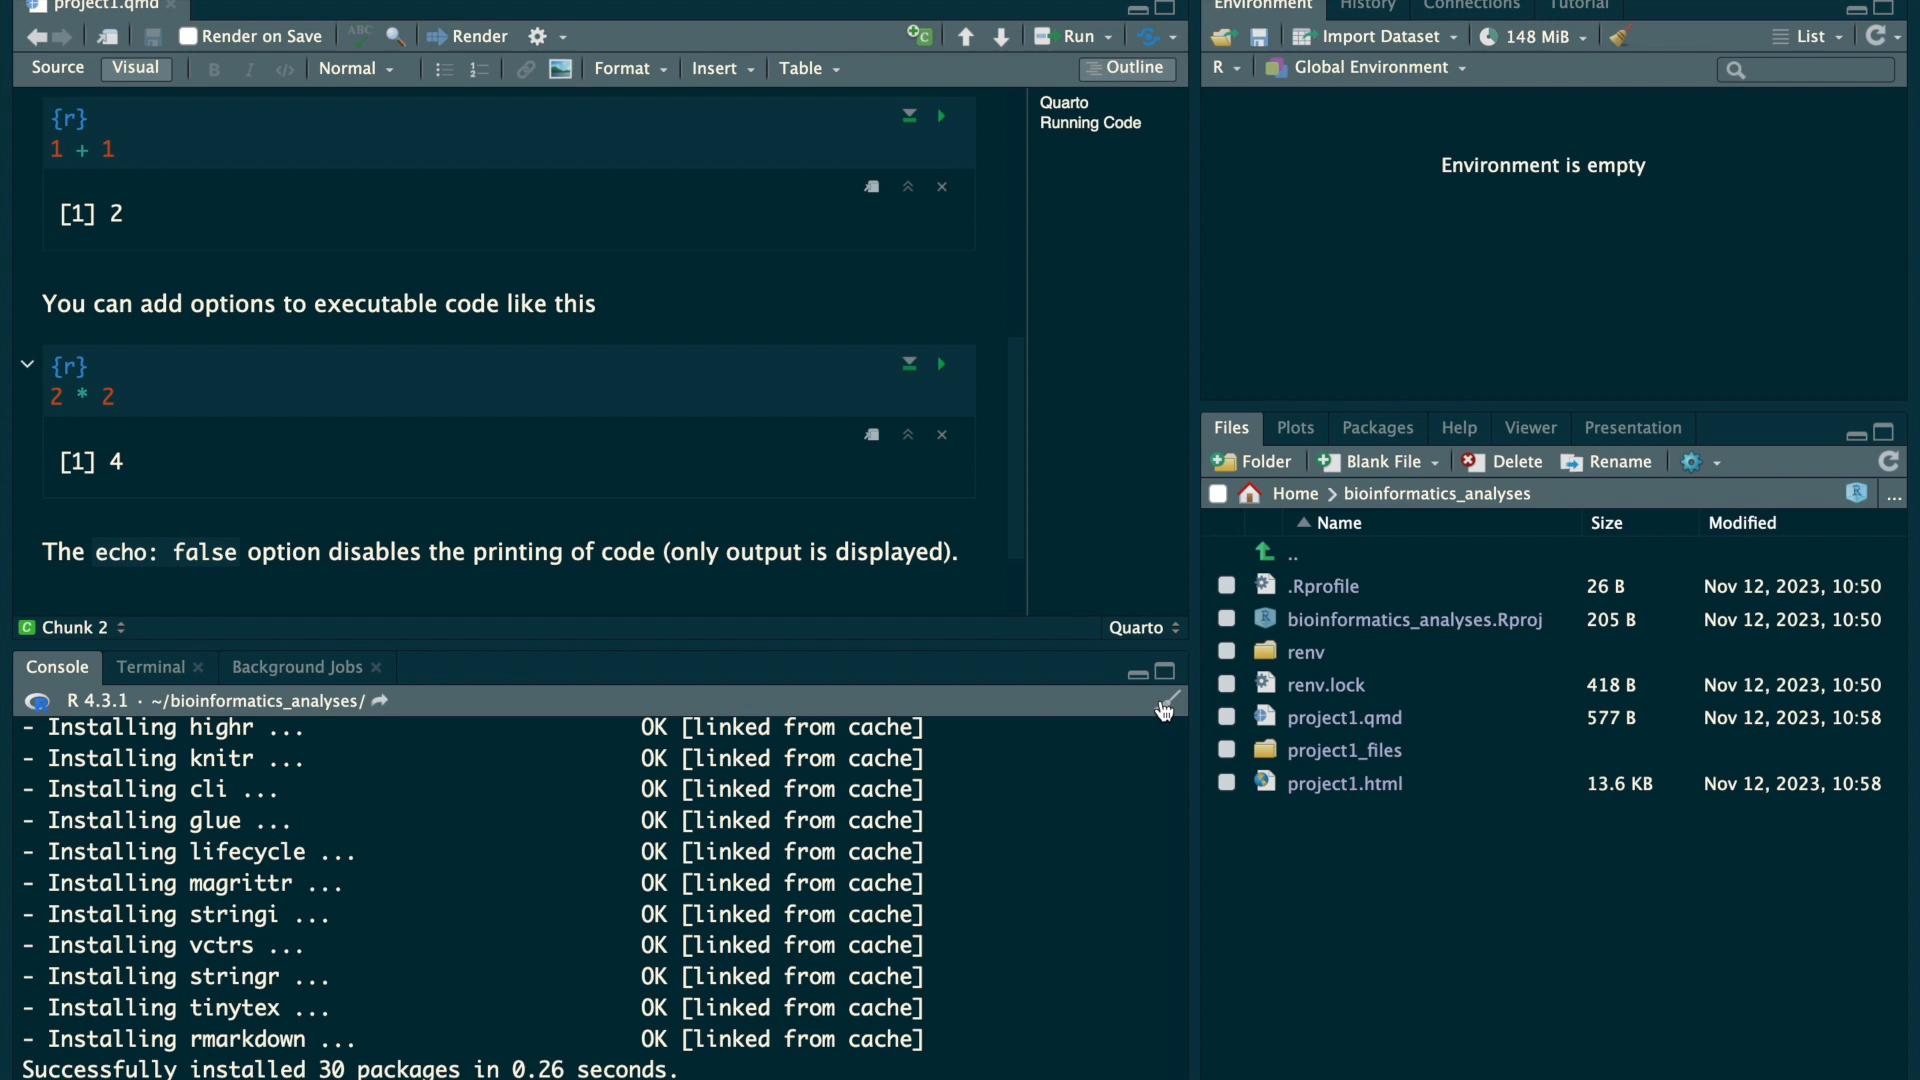 project1.qmd
Render on Save
ABC
Render
Run
Source
Visual
B
I
</>
Normal
Format
Insert
Table
Outline
{r}
1 + 1
[1] 2
You can add options to executable code like this
{r}
2 * 2
[1] 4
The echo: false option disables the printing of code (only output is displayed).
Quarto
Running Code
C Chunk 2
Quarto
Console
Terminal
Background Jobs
R 4.3.1 · ~/bioinformatics_analyses/
- Installing highr ... OK [linked from cache]
- Installing knitr ... OK [linked from cache]
- Installing cli ... OK [linked from cache]
- Installing glue ... OK [linked from cache]
- Installing lifecycle ... OK [linked from cache]
- Installing magrittr ... OK [linked from cache]
- Installing stringi ... OK [linked from cache]
- Installing vctrs ... OK [linked from cache]
- Installing stringr ... OK [linked from cache]
- Installing tinytex ... OK [linked from cache]
- Installing rmarkdown ... OK [linked from cache]
Successfully installed 30 packages in 0.26 seconds.
Environment
History
Connections
Tutorial
Import Dataset
148 MiB
List
R
Global Environment
Environment is empty
Files
Plots
Packages
Help
Viewer
Presentation
Folder
Blank File
Delete
Rename
Home > bioinformatics_analyses
R
...
Name Size Modified
..
.Rprofile 26 B Nov 12, 2023, 10:50
bioinformatics_analyses.Rproj 205 B Nov 12, 2023, 10:50
renv
renv.lock 418 B Nov 12, 2023, 10:50
project1.qmd 577 B Nov 12, 2023, 10:58
project1_files
project1.html 13.6 KB Nov 12, 2023, 10:58